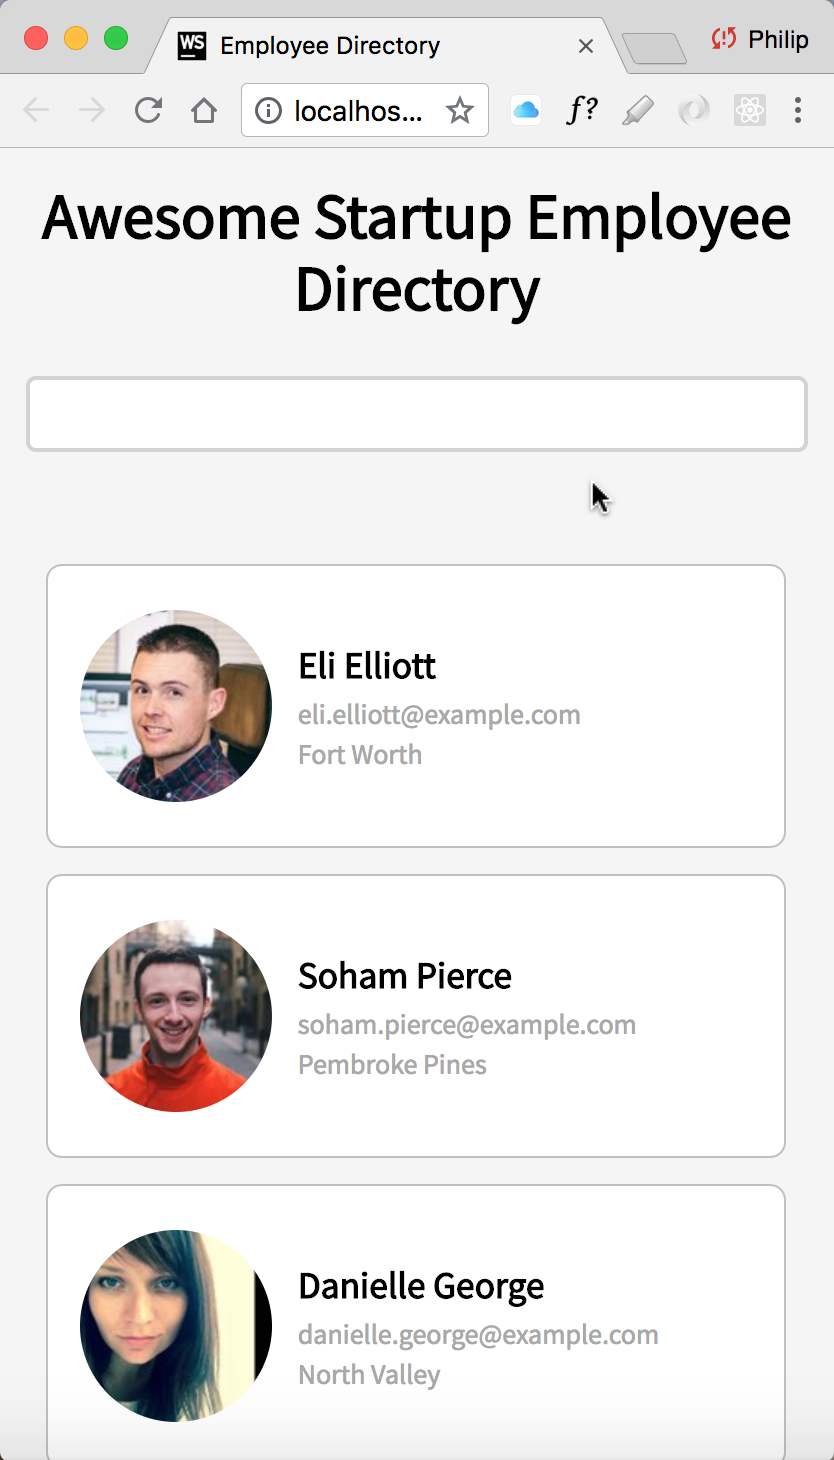 WS Employee Directory
Philip
localhos...
f?
Awesome Startup Employee
Directory
Eli Elliott
eli.elliott@example.com
Fort Worth
Soham Pierce
soham.pierce@example.com
Pembroke Pines
Danielle George
danielle.george@example.com
North Valley